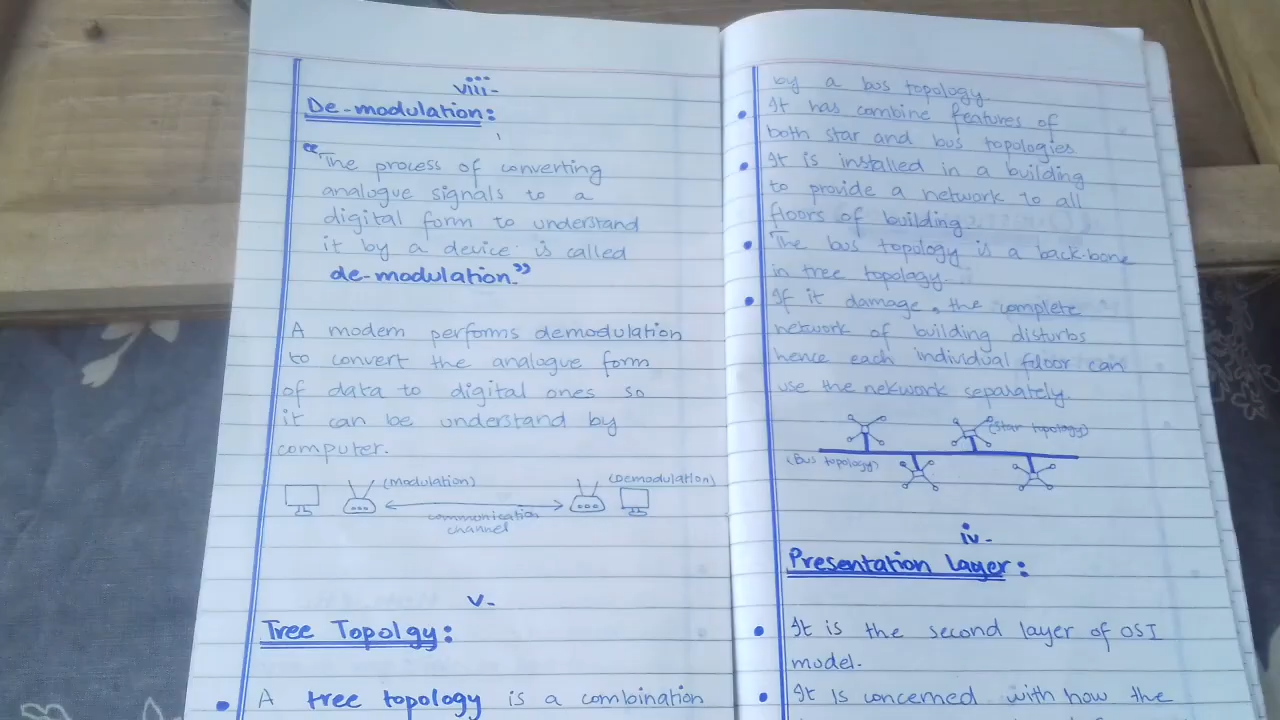 viii-
De-modulation:
"The process of converting
analogue signals to a
digital form to understand
it by a device is called
de-modulation."
A modem performs demodulation
to convert the analogue form
of data to digital ones so
it can be understand by
computer.
(modulation)
(Demodulation)
communication
channel
v-
Tree Topolgy:
• A tree topology is a combination
by a bus topology
• It has combine features of
both star and bus topologies
• It is installed in a building
to provide a network to all
floors of building.
• The bus topology is a back-bone
in tree topology.
• If it damage, the complete
network of building disturbs
hence each individual floor can
use the network separately.
(star topology)
(Bus topology)
iv-
Presentation layer:
• It is the second layer of OSI
model.
• It Is concerned with how the